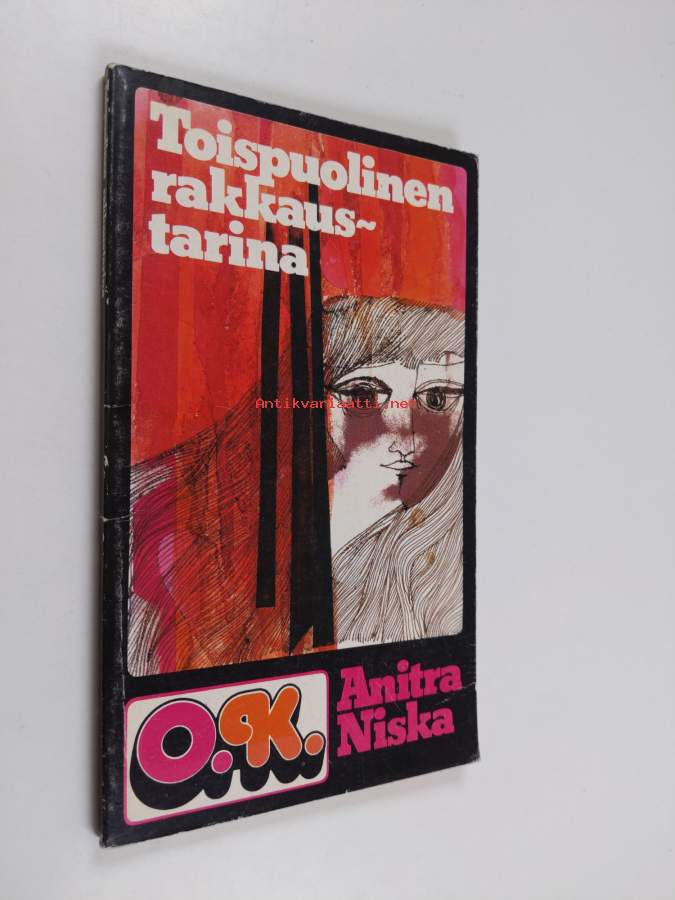 Toispuolinen
rakkaus~
tarina
Antikvariaatti.net
O.K.
Anitra
Niska